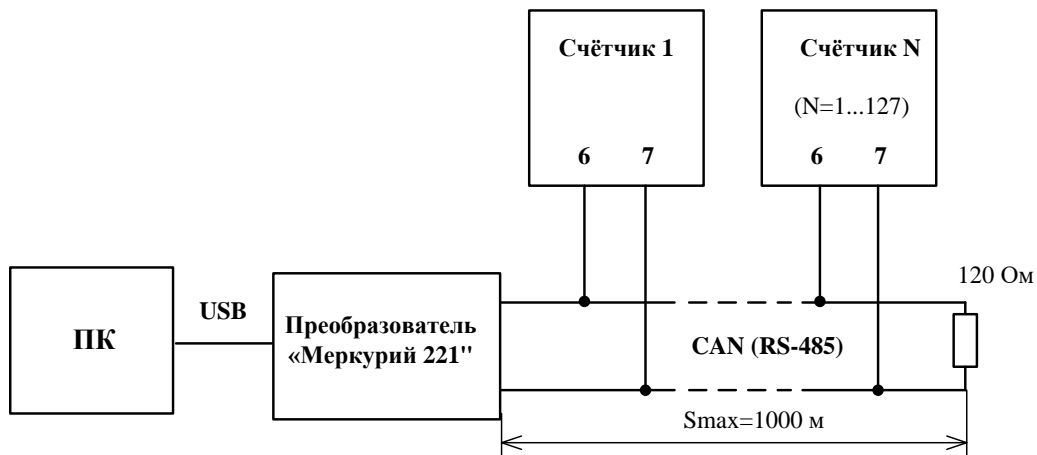 Счётчик 1
Счётчик N
(N=1...127)
6 7
6 7
120 Ом
USB
ПК
Преобразователь
«Меркурий 221"
CAN (RS-485)
Smax=1000 м